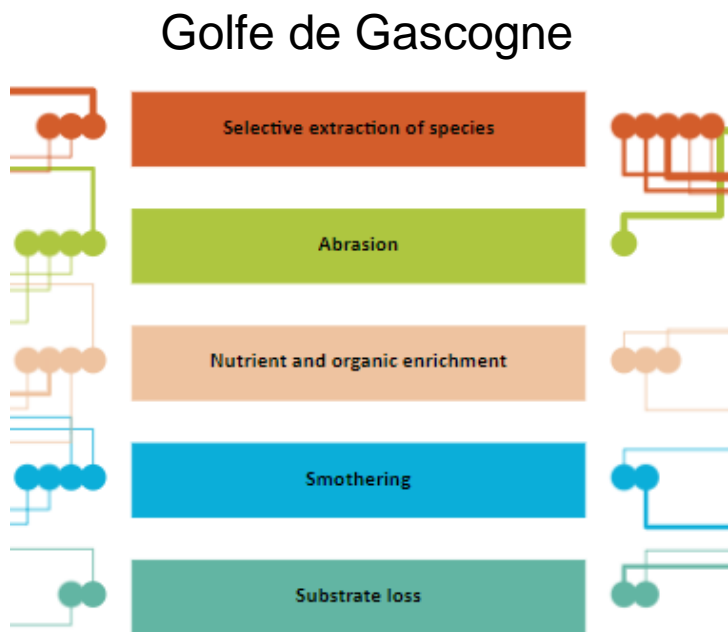 Golfe de Gascogne
Selective extraction of species
Abrasion
Nutrient and organic enrichment
Smothering
Substrate loss